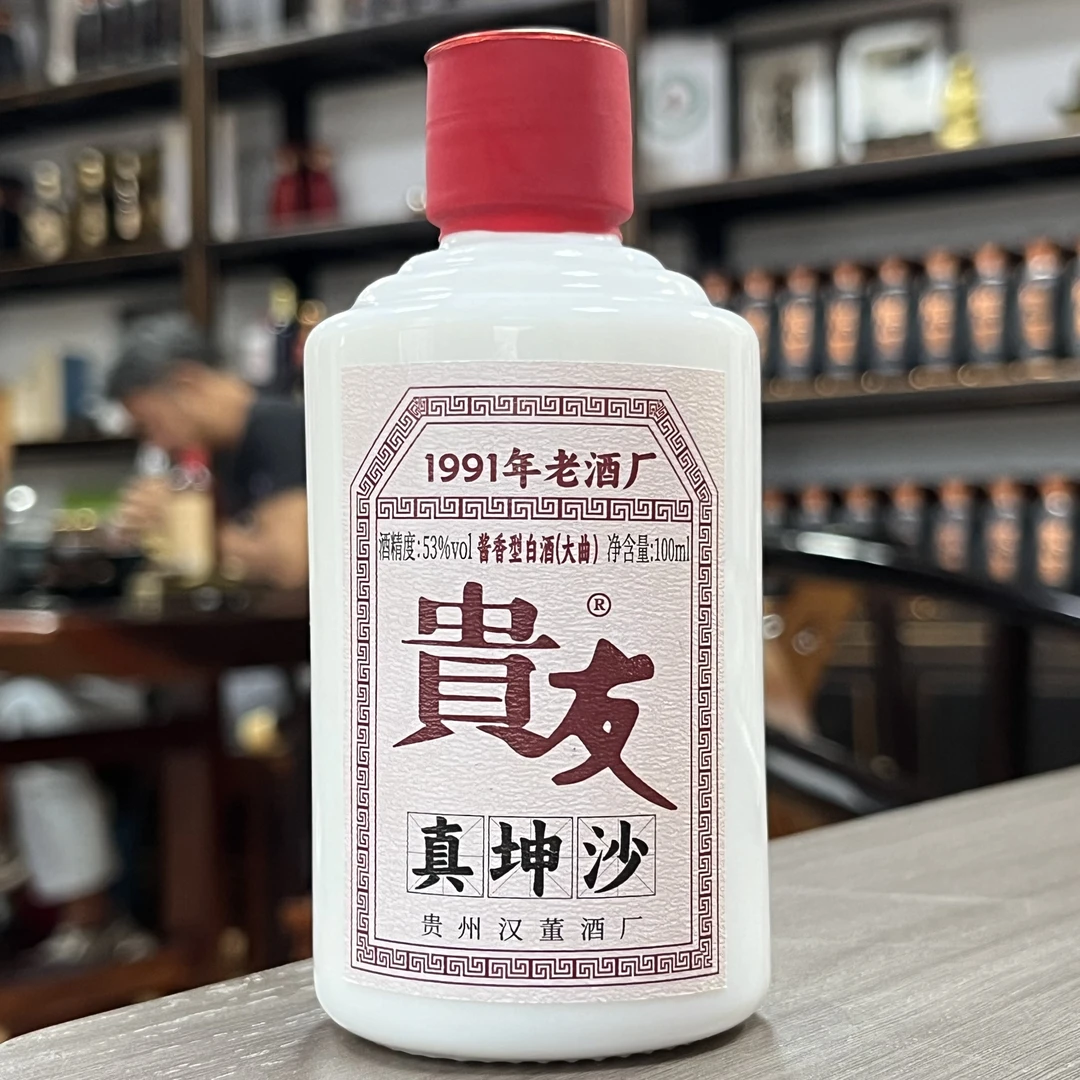 1991年老酒厂
酒精度:53%vol 酱香型白酒(大曲) 净含量:100ml
貴友®
真坤沙
贵州汉董酒厂